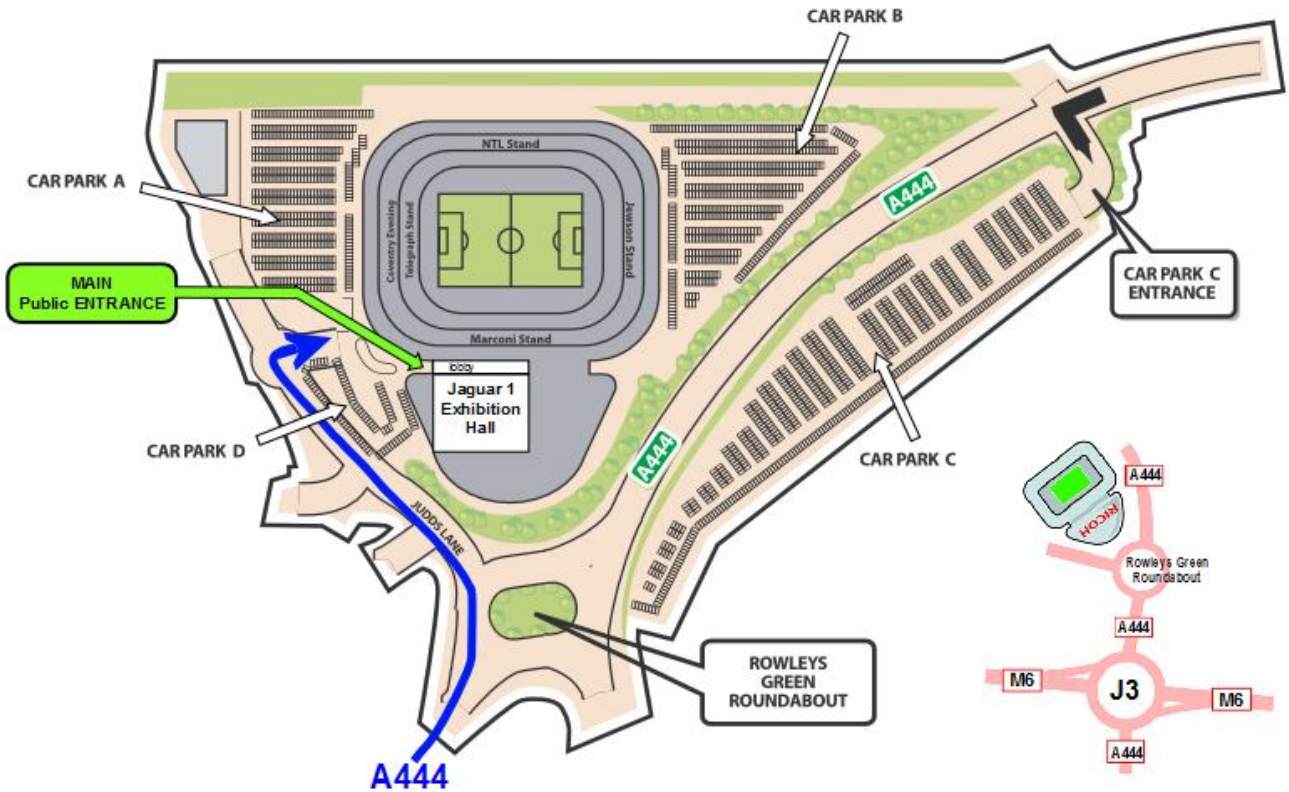 CAR PARK B
CAR PARK A
NTL Stand
Coventry Evening
Telegraph Stand
Jewson Stand
Marconi Stand
A444
MAIN
Public ENTRANCE
CAR PARK C
ENTRANCE
lobby
Jaguar 1
Exhibition
Hall
CAR PARK D
A444
CAR PARK C
JUDDS LANE
ROWLEYS
GREEN
ROUNDABOUT
A444
A444
RICOH
Rowleys Green
Roundabout
A444
M6
J3
M6
A444